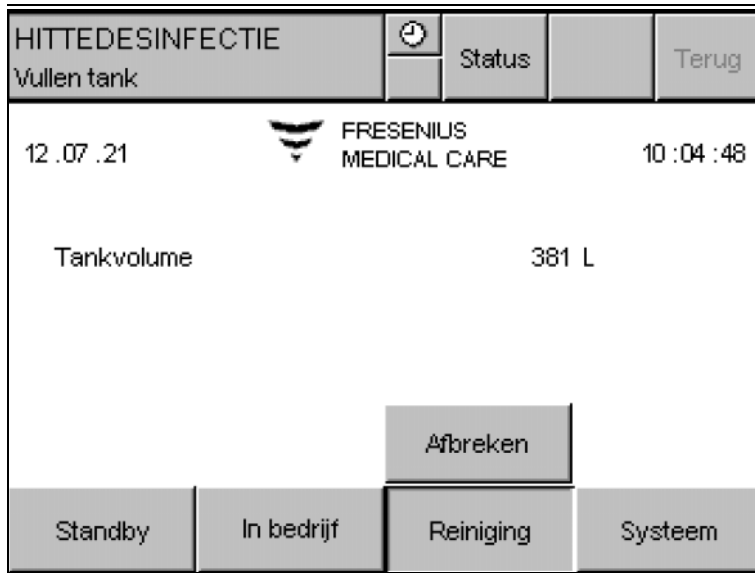 HITTEDESINFECTIE
Vullen tank
Status
Terug
12.07.21
FRESENIUS
MEDICAL CARE
10:04:48
Tankvolume 381 L
Afbreken
Standby
In bedrijf
Reiniging
Systeem